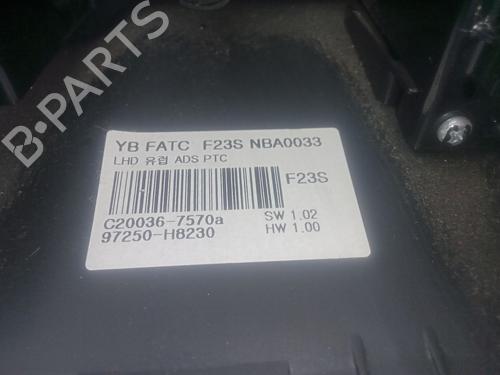 YB FATC F23S NBA0033
LHD 유럽 ADS PTC
F23S
C20036-7570a
SW 1.02
97250-H8230
HW 1.00
B-PARTS